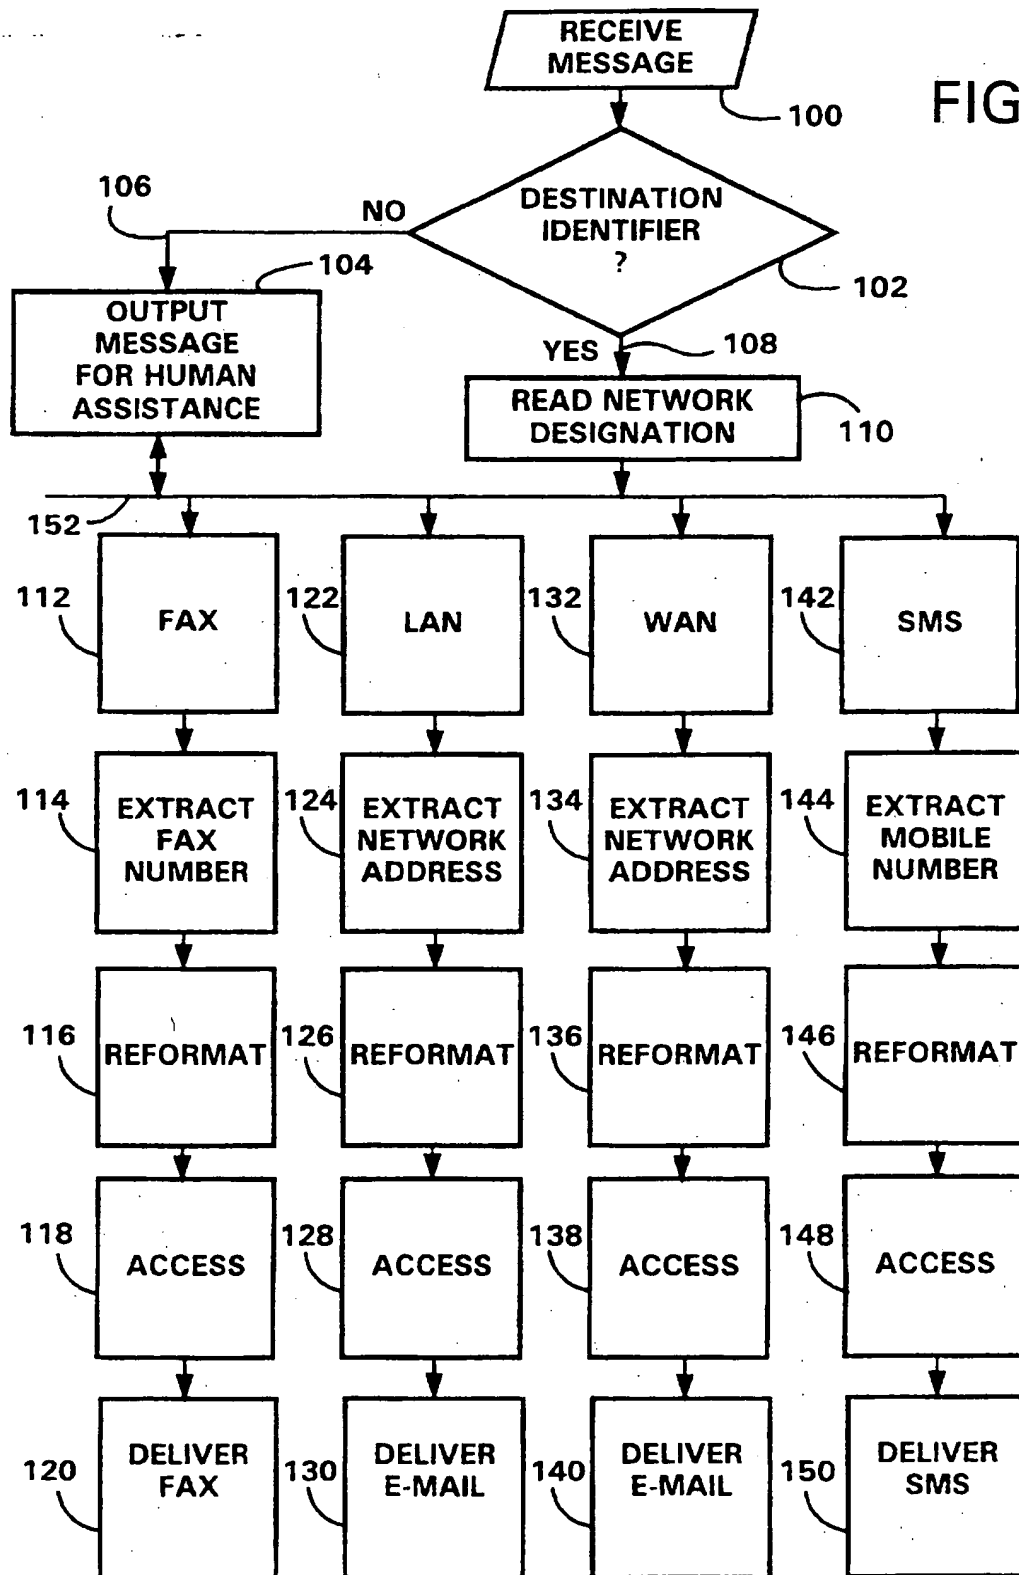 RECEIVE
MESSAGE
100
FIG
DESTINATION
IDENTIFIER
?
102
106
NO
104
OUTPUT
MESSAGE
FOR HUMAN
ASSISTANCE
YES
108
READ NETWORK
DESIGNATION
110
152
112
FAX
122
LAN
132
WAN
142
SMS
114
EXTRACT
FAX
NUMBER
124
EXTRACT
NETWORK
ADDRESS
134
EXTRACT
NETWORK
ADDRESS
144
EXTRACT
MOBILE
NUMBER
116
REFORMAT
126
REFORMAT
136
REFORMAT
146
REFORMAT
118
ACCESS
128
ACCESS
138
ACCESS
148
ACCESS
120
DELIVER
FAX
130
DELIVER
E-MAIL
140
DELIVER
E-MAIL
150
DELIVER
SMS